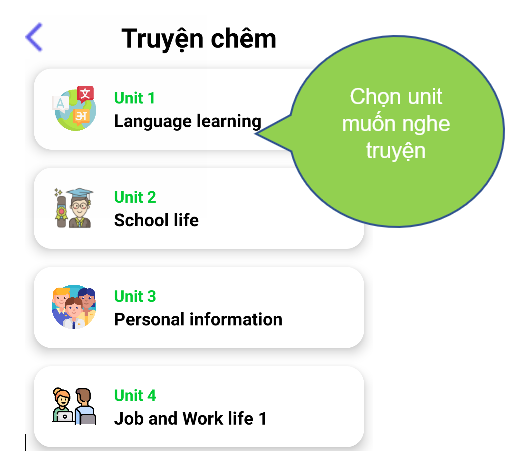 Truyện chêm
Unit 1
Language learning
Chọn unit
muốn nghe
truyện
Unit 2
School life
Unit 3
Personal information
Unit 4
Job and Work life 1